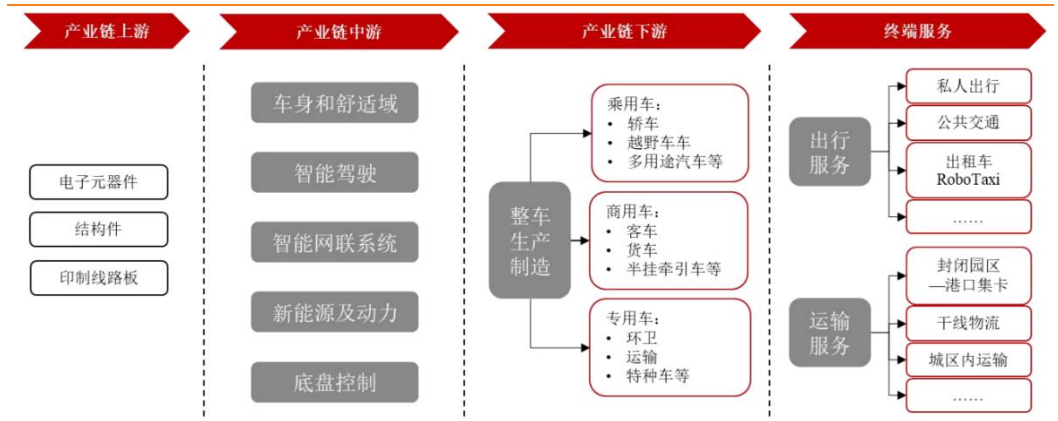 产业链上游
产业链中游
产业链下游
终端服务
电子元器件
结构件
印制线路板
车身和舒适域
智能驾驶
智能网联系统
新能源及动力
底盘控制
整车
生产
制造
乘用车：
• 轿车
• 越野车车
• 多用途汽车等
商用车：
• 客车
• 货车
• 半挂牵引车等
专用车：
• 环卫
• 运输
• 特种车等
出行
服务
私人出行
公共交通
出租车
RoboTaxi
……
运输
服务
封闭园区
—港口集卡
干线物流
城区内运输
……